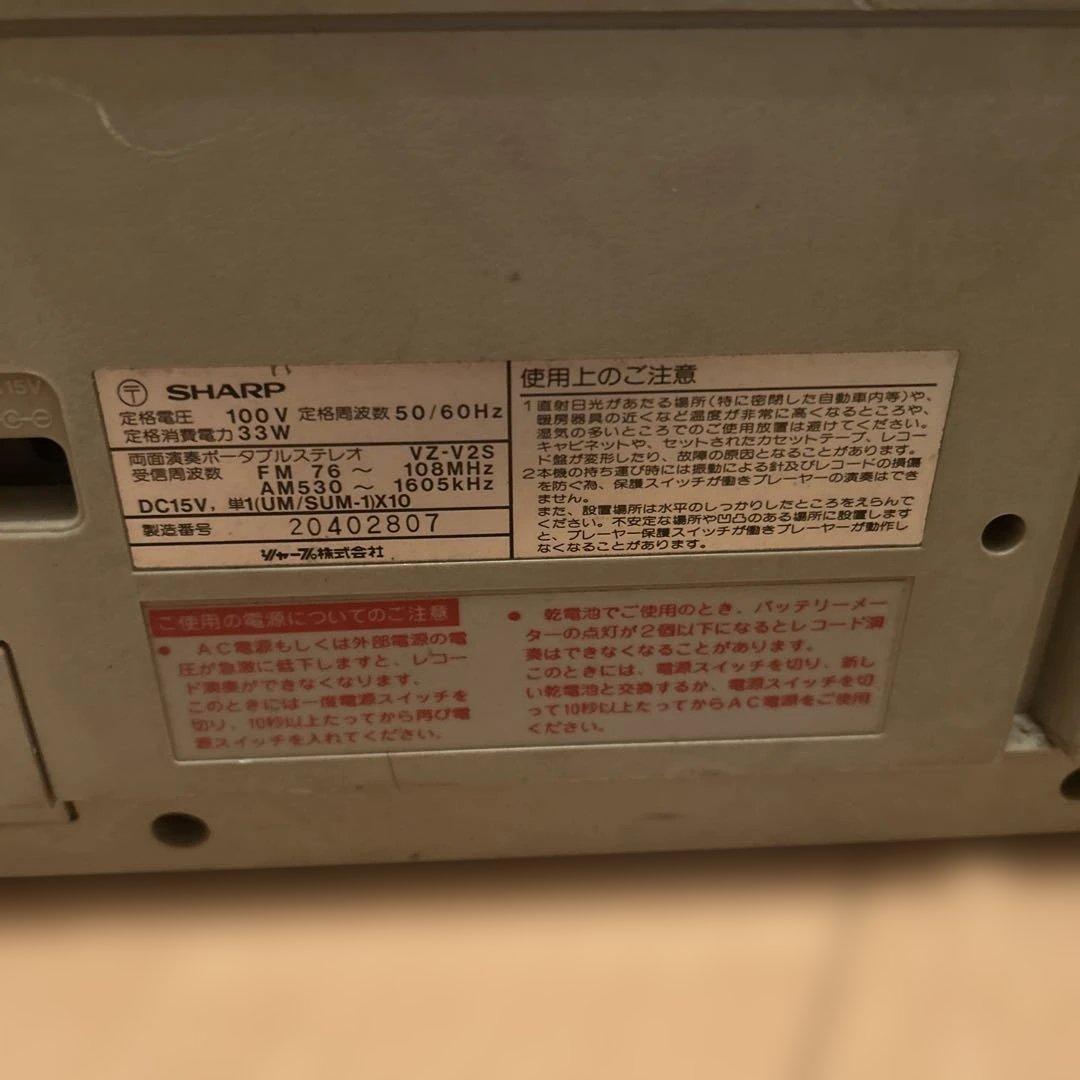 15V
〒 SHARP
定格電圧 100V 定格周波数 50/60Hz
定格消費電力 33W
両面演奏ポータブルステレオ VZ-V2S
受信周波数 FM 76 ～ 108MHz
AM530 ～ 1605kHz
DC15V, 単1(UM/SUM-1)X10
製造番号 20402807
シャープ株式会社
使用上のご注意
1 直射日光があたる場所(特に密閉した自動車内等)や、
暖房器具の近くなど温度が非常に高くなるところや、
湿気の多いところでのご使用放置は避けてください。
キャビネットや、セットされたカセットテープ、レコー
ド盤が変形したり、故障の原因となることがあります。
2 本機の持ち運び時には振動による針及びレコードの損傷
を防ぐ為、保護スイッチが働きプレーヤーの演奏はでき
ません。
また、設置場所は水平のしっかりしたところをえらんで
ください。不安定な場所や凹凸のある場所に設置します
と、プレーヤー保護スイッチが働きプレーヤーが動作し
なくなることがあります。
ご使用の電源についてのご注意
● AC電源もしくは外部電源の電
圧が急激に低下しますと、レコー
ド演奏ができなくなります。
このときには一度電源スイッチを
切り、10秒以上たってから再び電
源スイッチを入れてください。
● 乾電池でご使用のとき、バッテリーメー
ターの点灯が2個以下になるとレコード演
奏はできなくなることがあります。
このときには、電源スイッチを切り、新し
い乾電池と交換するか、電源スイッチを切
って10秒以上たってからAC電源をご使用
ください。